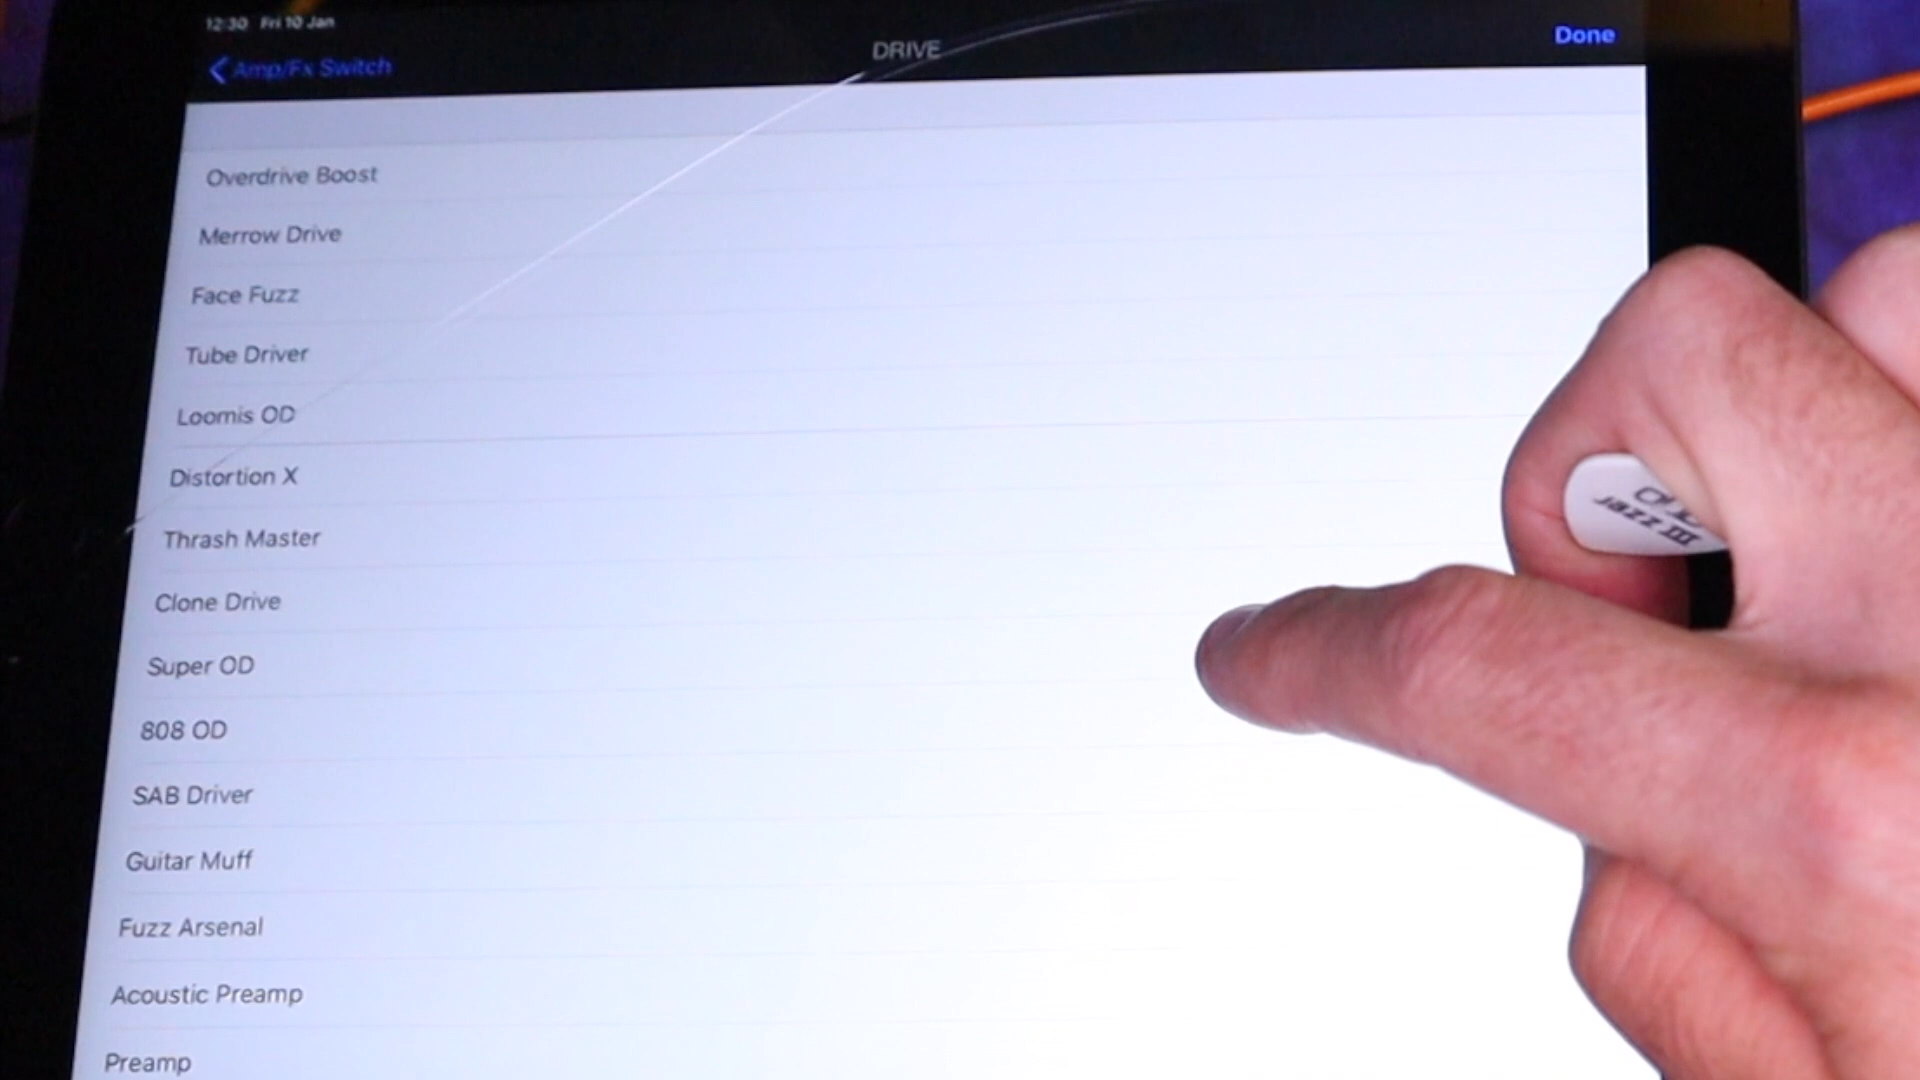 12:30 Fri 10 Jan
Amp/Fx Switch
DRIVE
Done
Overdrive Boost
Merrow Drive
Face Fuzz
Tube Driver
Loomis OD
Distortion X
Thrash Master
Clone Drive
Super OD
808 OD
SAB Driver
Guitar Muff
Fuzz Arsenal
Acoustic Preamp
Preamp
Jazz III